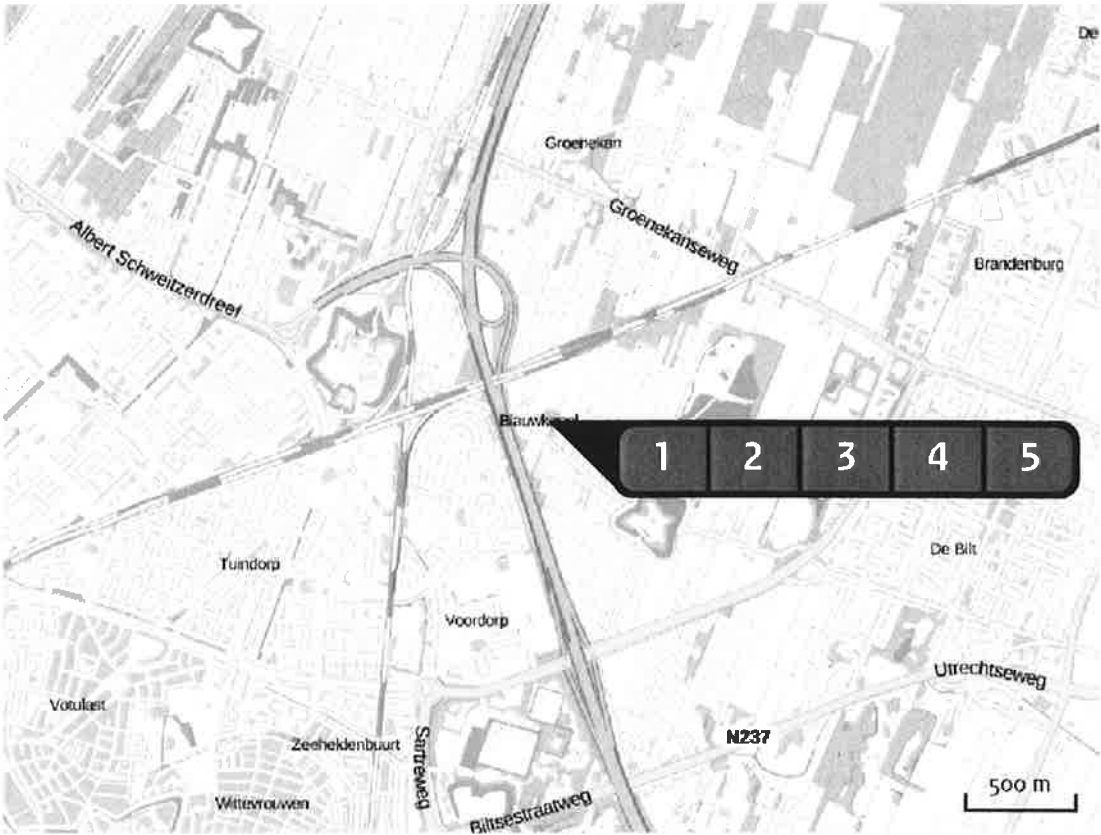 De
Groenekan
Groenekanseweg
Albert Schweitzerdreef
Brandenburg
1 2 3 4 5
De Bilt
Tuindorp
Voordorp
Utrechtseweg
Votulast
N237
Zeeheldenbuurt
Sartreweg
500 m
Wittevrouwen
Biltsestraatweg